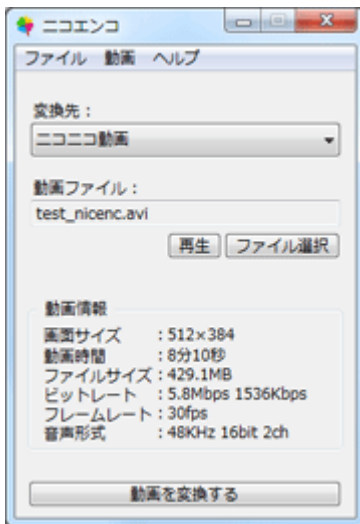 ニコエンコ
ファイル 動画 ヘルプ
変換先：
ニコニコ動画
動画ファイル：
test_nicenc.avi
再生 ファイル選択
動画情報
画面サイズ ：512×384
動画時間 ：8分10秒
ファイルサイズ：429.1MB
ビットレート ：5.8Mbps 1536Kbps
フレームレート：30fps
音声形式 ：48KHz 16bit 2ch
動画を変換する